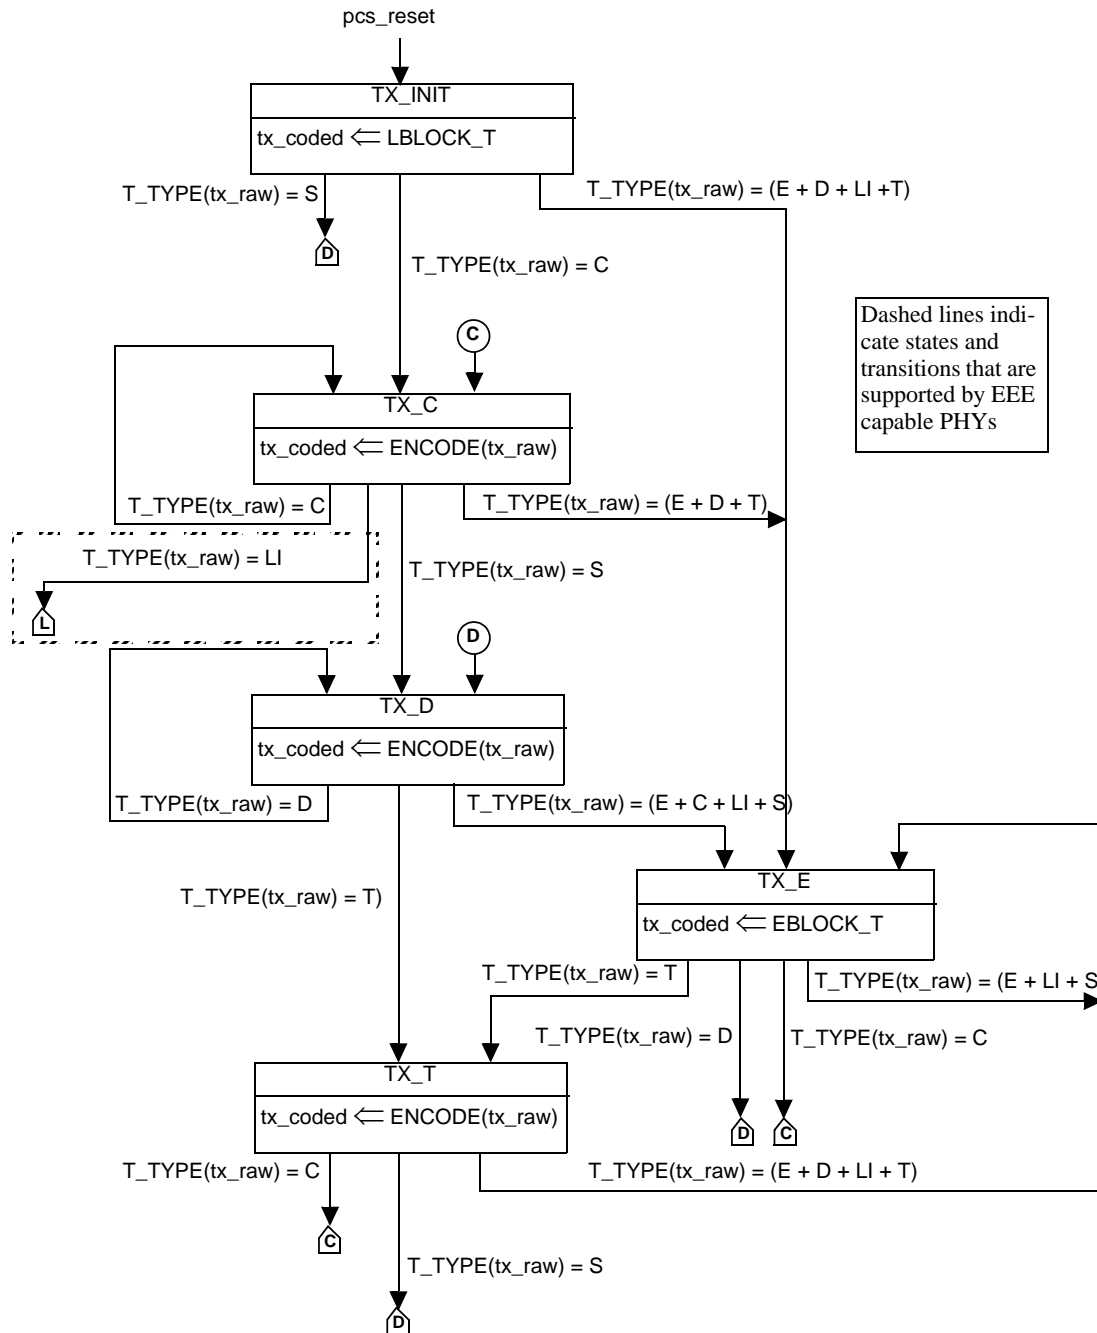 pcs_reset
TX_INIT
tx_coded ⇐ LBLOCK_T
T_TYPE(tx_raw) = S
T_TYPE(tx_raw) = (E + D + LI +T)
D
T_TYPE(tx_raw) = C
Dashed lines indi-
cate states and
transitions that are
supported by EEE
capable PHYs
C
TX_C
tx_coded ⇐ ENCODE(tx_raw)
T_TYPE(tx_raw) = C
T_TYPE(tx_raw) = (E + D + T)
T_TYPE(tx_raw) = LI
T_TYPE(tx_raw) = S
L
D
TX_D
tx_coded ⇐ ENCODE(tx_raw)
T_TYPE(tx_raw) = D
T_TYPE(tx_raw) = (E + C + LI + S)
T_TYPE(tx_raw) = T)
TX_E
tx_coded ⇐ EBLOCK_T
T_TYPE(tx_raw) = T
T_TYPE(tx_raw) = (E + LI + S
T_TYPE(tx_raw) = D
T_TYPE(tx_raw) = C
TX_T
tx_coded ⇐ ENCODE(tx_raw)
D
C
T_TYPE(tx_raw) = C
T_TYPE(tx_raw) = (E + D + LI + T)
C
T_TYPE(tx_raw) = S
D